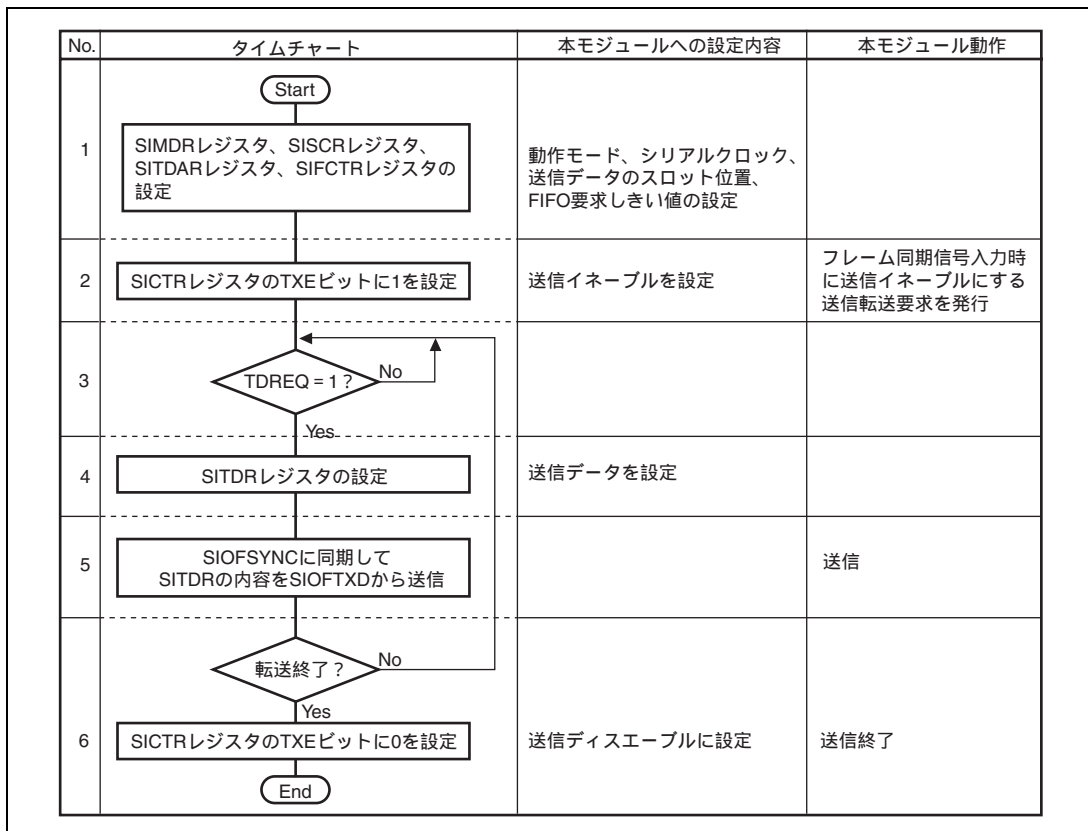 No. タイムチャート 本モジュールへの設定内容 本モジュール動作
Start
1
SIMDRレジスタ、SISCRレジスタ、
SITDARレジスタ、SIFCTRレジスタの
設定
動作モード、シリアルクロック、
送信データのスロット位置、
FIFO要求しきい値の設定
2
SICTRレジスタのTXEビットに1を設定
送信イネーブルを設定
フレーム同期信号入力時
に送信イネーブルにする
送信転送要求を発行
3
TDREQ = 1？
No
Yes
4
SITDRレジスタの設定
送信データを設定
5
SIOFSYNCに同期して
SITDRの内容をSIOFTXDから送信
送信
転送終了？
No
Yes
6
SICTRレジスタのTXEビットに0を設定
送信ディスエーブルに設定
送信終了
End